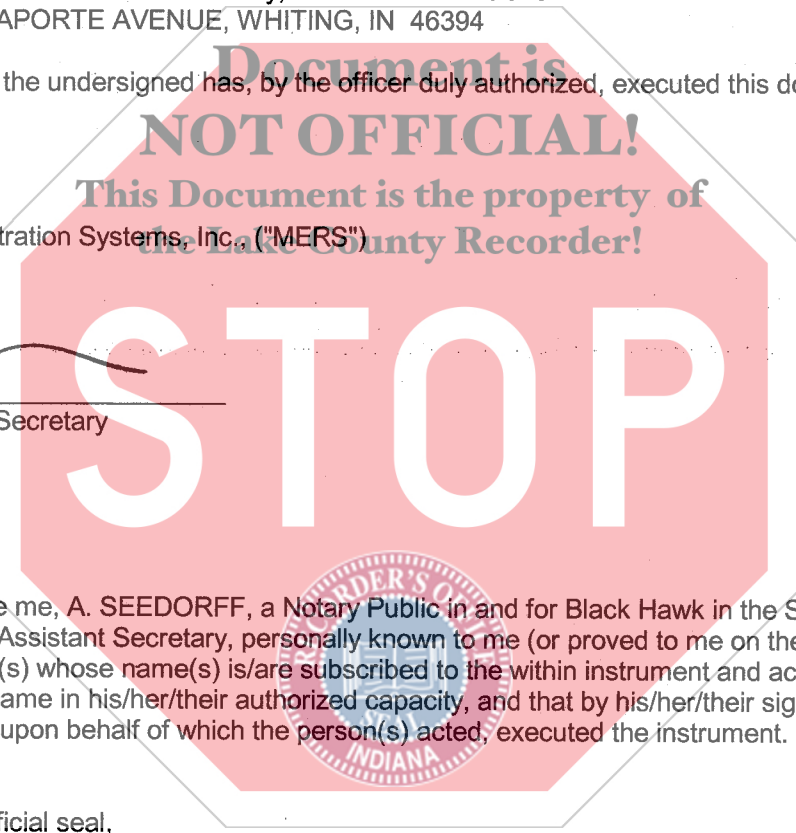 APORTE AVENUE, WHITING, IN 46394
Document is
the undersigned has, by the officer duly authorized, executed this do
NOT OFFICIAL!
This Document is the property of
tration Systems, Inc., ("MERS")
the Lake County Recorder!
STOP
Secretary
e me, A. SEEDORFF, a Notary Public in and for Black Hawk in the S
Assistant Secretary, personally known to me (or proved to me on the
(s) whose name(s) is/are subscribed to the within instrument and ac
ame in his/her/their authorized capacity, and that by his/her/their sig
upon behalf of which the person(s) acted, executed the instrument.
RECORDER'S OFFICE
SEAL
INDIANA
ficial seal,